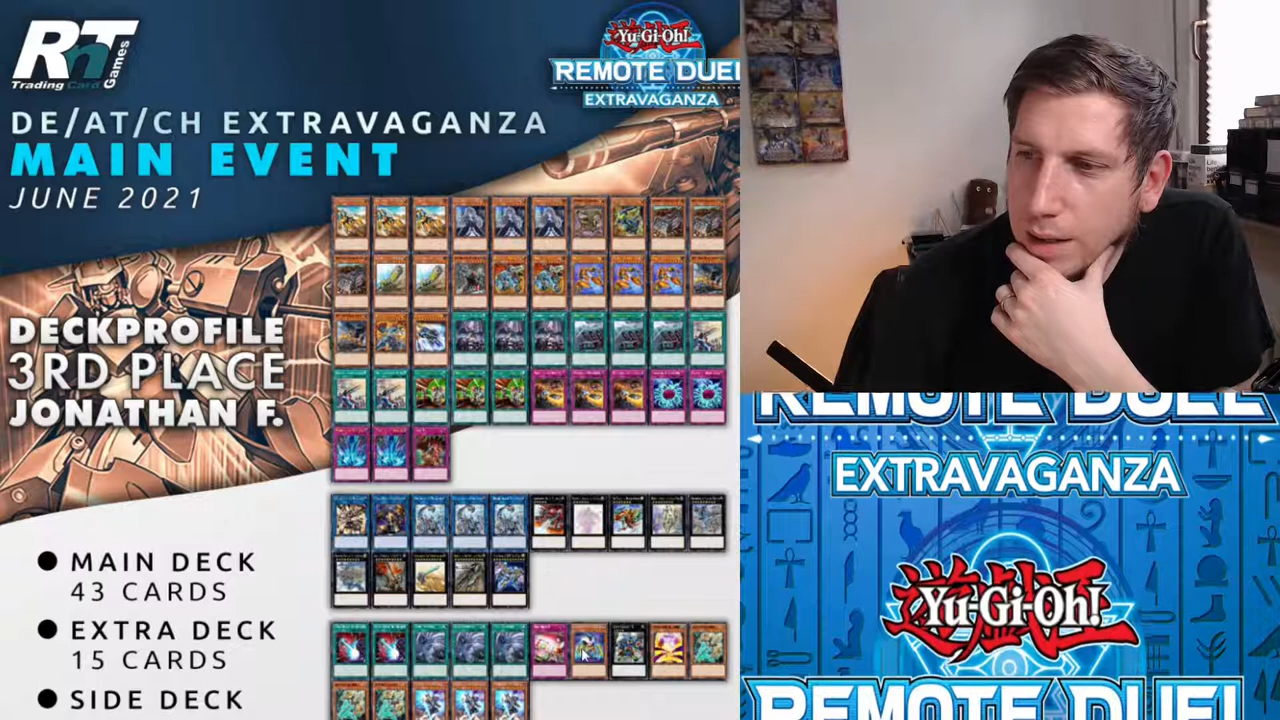 RnT
Trading Card Games
Yu-Gi-Oh!
REMOTE DUEL
EXTRAVAGANZA
DE/AT/CH EXTRAVAGANZA
MAIN EVENT
JUNE 2021
DECKPROFILE
3RD PLACE
JONATHAN F.
● MAIN DECK
43 CARDS
● EXTRA DECK
15 CARDS
● SIDE DECK
REMOTE DUEL
EXTRAVAGANZA
遊戯王
Yu-Gi-Oh!
REMOTE DUEL